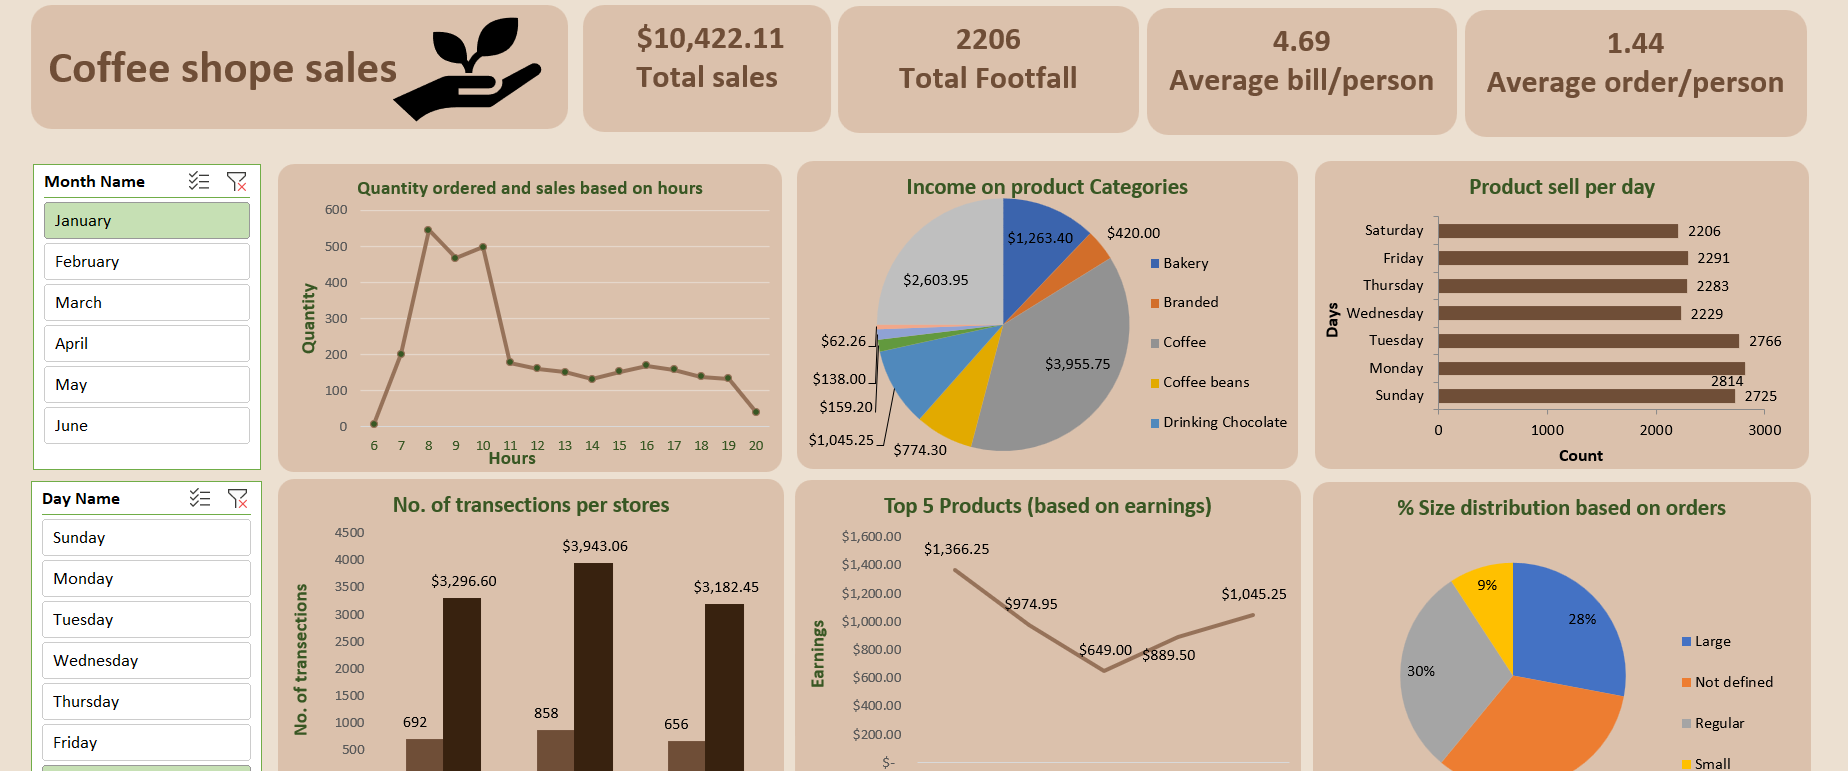 Coffee shope sales
$10,422.11
Total sales
2206
Total Footfall
4.69
Average bill/person
1.44
Average order/person
Month Name
January
February
March
April
May
June
Day Name
Sunday
Monday
Tuesday
Wednesday
Thursday
Friday
Quantity ordered and sales based on hours
Quantity
600
500
400
300
200
100
0
6 7 8 9 10 11 12 13 14 15 16 17 18 19 20
Hours
Income on product Categories
$1,263.40
$420.00
$2,603.95
$3,955.75
$62.26
$138.00
$159.20
$1,045.25
$774.30
Bakery
Branded
Coffee
Coffee beans
Drinking Chocolate
Product sell per day
Days
Saturday 2206
Friday 2291
Thursday 2283
Wednesday 2229
Tuesday 2766
Monday 2814
Sunday 2725
0 1000 2000 3000
Count
No. of transections per stores
No. of transections
4500
4000
3500
3000
2500
2000
1500
1000
500
692
$3,296.60
858
$3,943.06
656
$3,182.45
Top 5 Products (based on earnings)
Earnings
$1,600.00
$1,400.00
$1,200.00
$1,000.00
$800.00
$600.00
$400.00
$200.00
$-
$1,366.25
$974.95
$649.00
$889.50
$1,045.25
% Size distribution based on orders
9%
28%
30%
Large
Not defined
Regular
Small